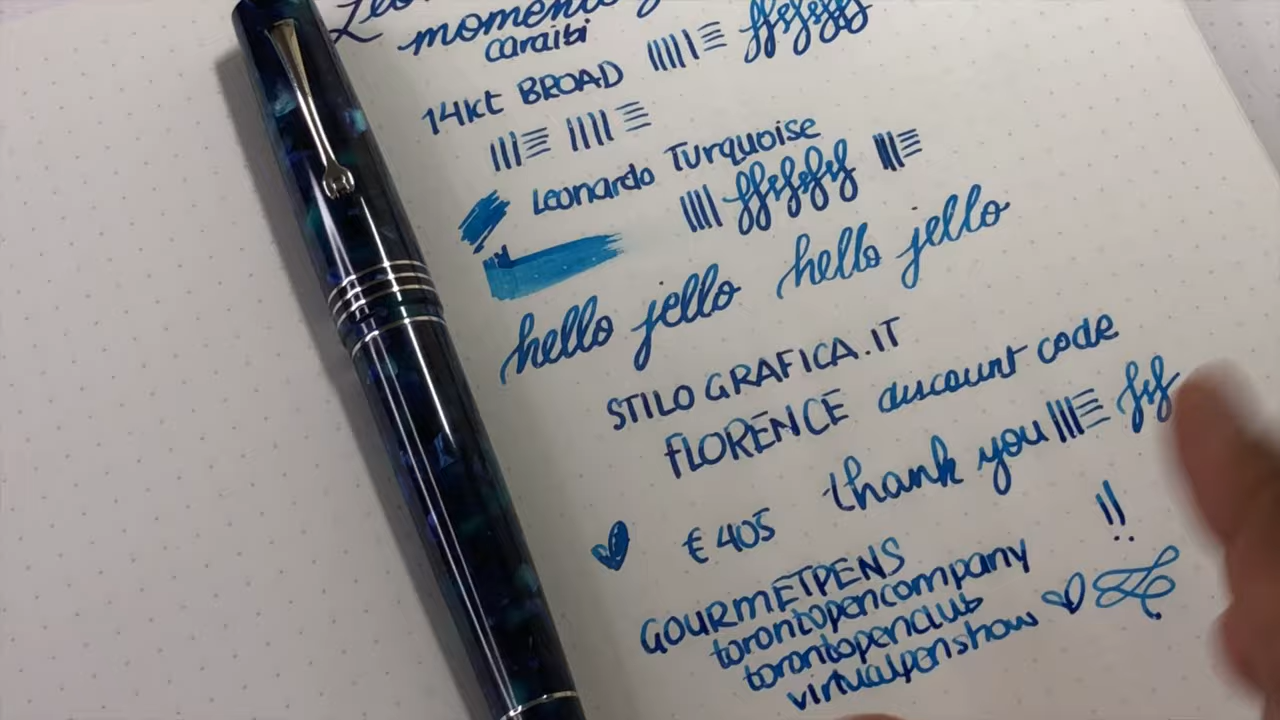 momento
caraibi
14kt BROAD
Leonardo Turquoise
hello jello hello jello
STILOGRAFICA.IT
FLORENCE discount code
thank you
!!
€ 405
GOURMETPENS
torontopencompany
torontopenclub
virtualpenshow